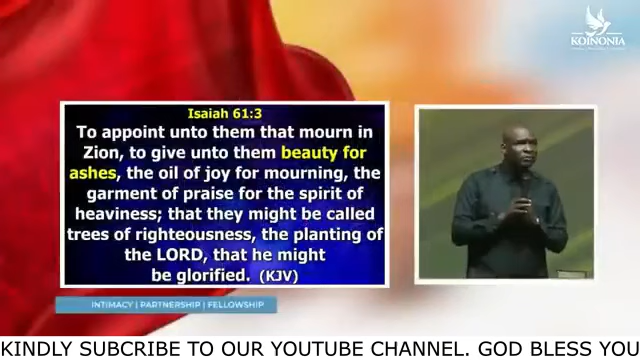 KOINONIA
Isaiah 61:3
To appoint unto them that mourn in
Zion, to give unto them beauty for
ashes, the oil of joy for mourning, the
garment of praise for the spirit of
heaviness; that they might be called
trees of righteousness, the planting of
the LORD, that he might
be glorified. (KJV)
INTIMACY | PARTNERSHIP | FELLOWSHIP
KINDLY SUBCRIBE TO OUR YOUTUBE CHANNEL. GOD BLESS YOU